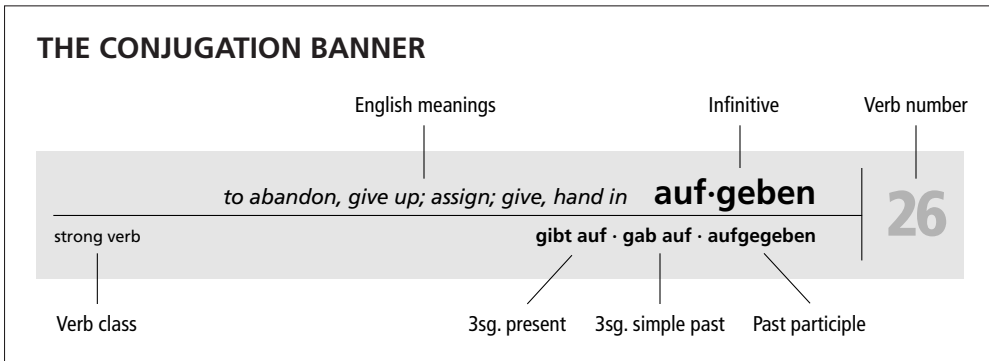 THE CONJUGATION BANNER
English meanings Infinitive Verb number
to abandon, give up; assign; give, hand in auf·geben 26
strong verb gibt auf · gab auf · aufgegeben
Verb class 3sg. present 3sg. simple past Past participle